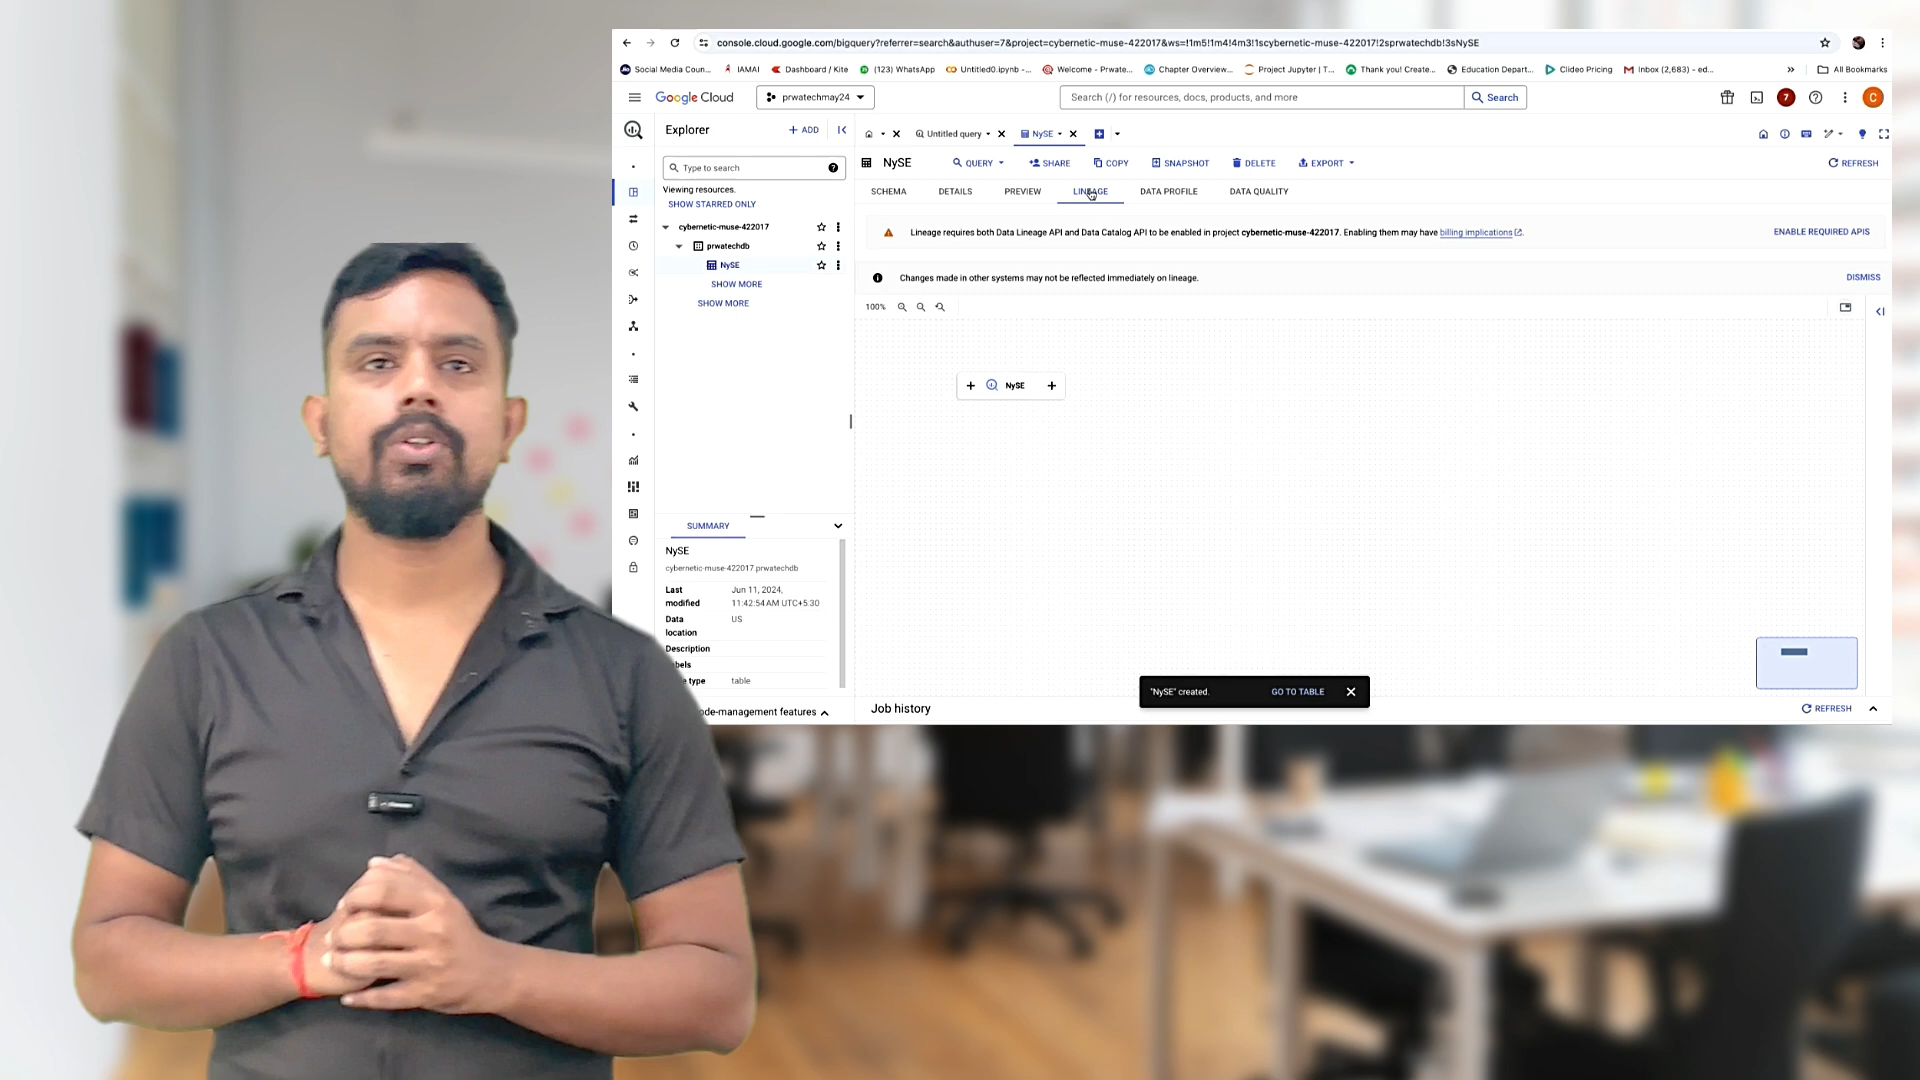 console.cloud.google.com/bigquery?referrer=search&authuser=7&project=cybernetic-muse-422017&ws=!1m5!1m4!4m3!1scybernetic-muse-422017!2sprwatechdb!3sNySE
Social Media Coun... IAMAI Dashboard / Kite (123) WhatsApp Untitled0.ipynb -... Welcome - Prwate... Chapter Overview... Project Jupyter | T... Thank you! Create... Education Depart... Clideo Pricing Inbox (2,683) - ed... » All Bookmarks
Google Cloud prwatechmay24 Search (/) for resources, docs, products, and more Search 7 C
Explorer + ADD Untitled query NySE
Type to search
NySE QUERY SHARE COPY SNAPSHOT DELETE EXPORT REFRESH
Viewing resources.
SHOW STARRED ONLY
SCHEMA DETAILS PREVIEW LINEAGE DATA PROFILE DATA QUALITY
cybernetic-muse-422017
prwatechdb
NySE
SHOW MORE
SHOW MORE
Lineage requires both Data Lineage API and Data Catalog API to be enabled in project cybernetic-muse-422017. Enabling them may have billing implications. ENABLE REQUIRED APIS
Changes made in other systems may not be reflected immediately on lineage. DISMISS
100%
+ NySE +
SUMMARY
NySE
cybernetic-muse-422017.prwatechdb
Last modified Jun 11, 2024, 11:42:54 AM UTC+5:30
Data location US
Description
bels
type table
ode-management features
"NySE" created. GO TO TABLE
Job history REFRESH